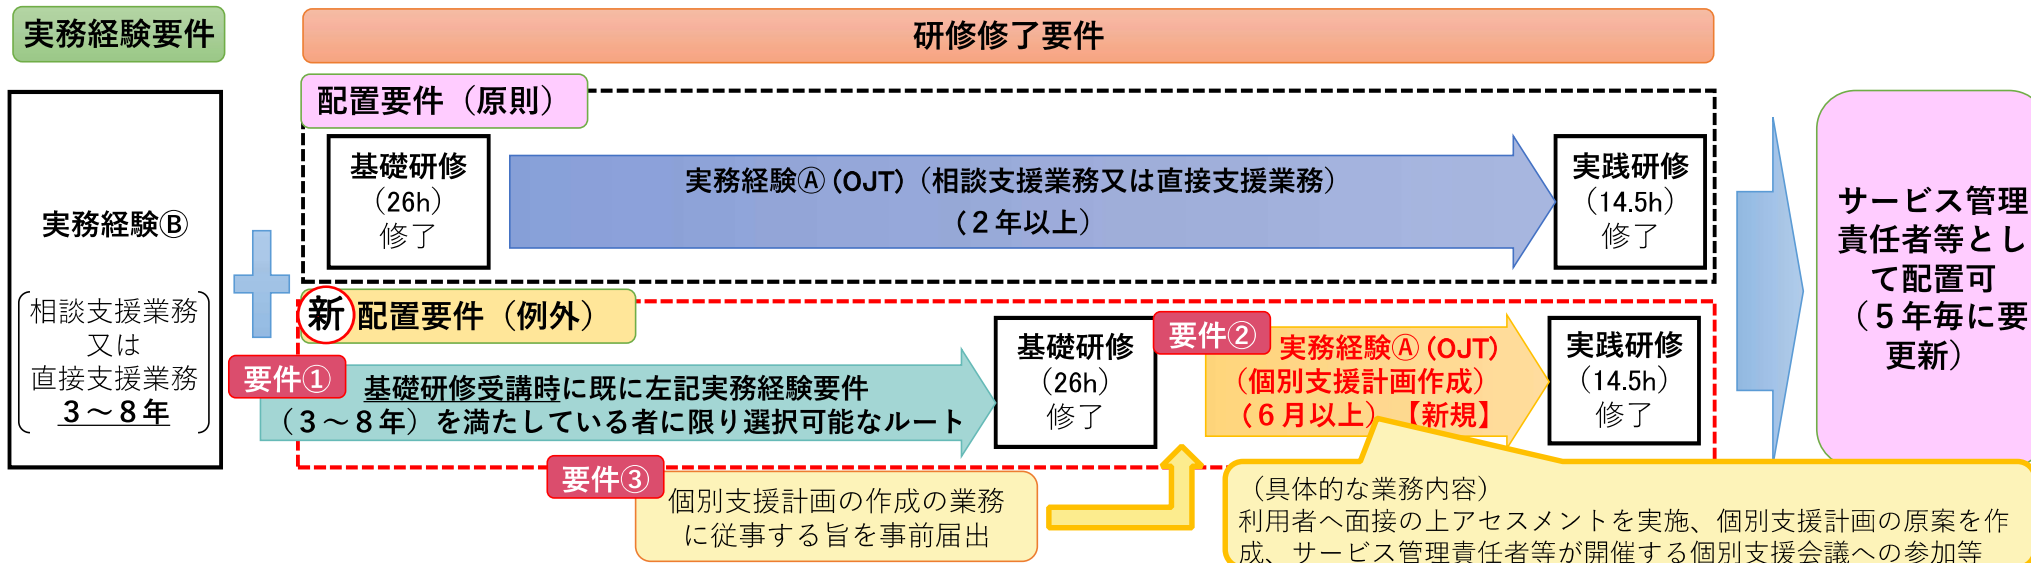 実務経験要件
研修修了要件
実務経験Ⓑ
相談支援業務
又は
直接支援業務
３～８年
配置要件（原則）
基礎研修
（26h）
修了
実務経験Ⓐ（OJT）（相談支援業務又は直接支援業務）
（２年以上）
実践研修
（14.5h）
修了
新 配置要件（例外）
要件①
基礎研修受講時に既に左記実務経験要件
（３～８年）を満たしている者に限り選択可能なルート
基礎研修
（26h）
修了
要件②
実務経験Ⓐ（OJT）
（個別支援計画作成）
（６月以上）【新規】
実践研修
（14.5h）
修了
要件③
個別支援計画の作成の業務
に従事する旨を事前届出
（具体的な業務内容）
利用者へ面接の上アセスメントを実施、個別支援計画の原案を作
成、サービス管理責任者等が開催する個別支援会議への参加等
サービス管理
責任者等とし
て配置可
（５年毎に要
更新）